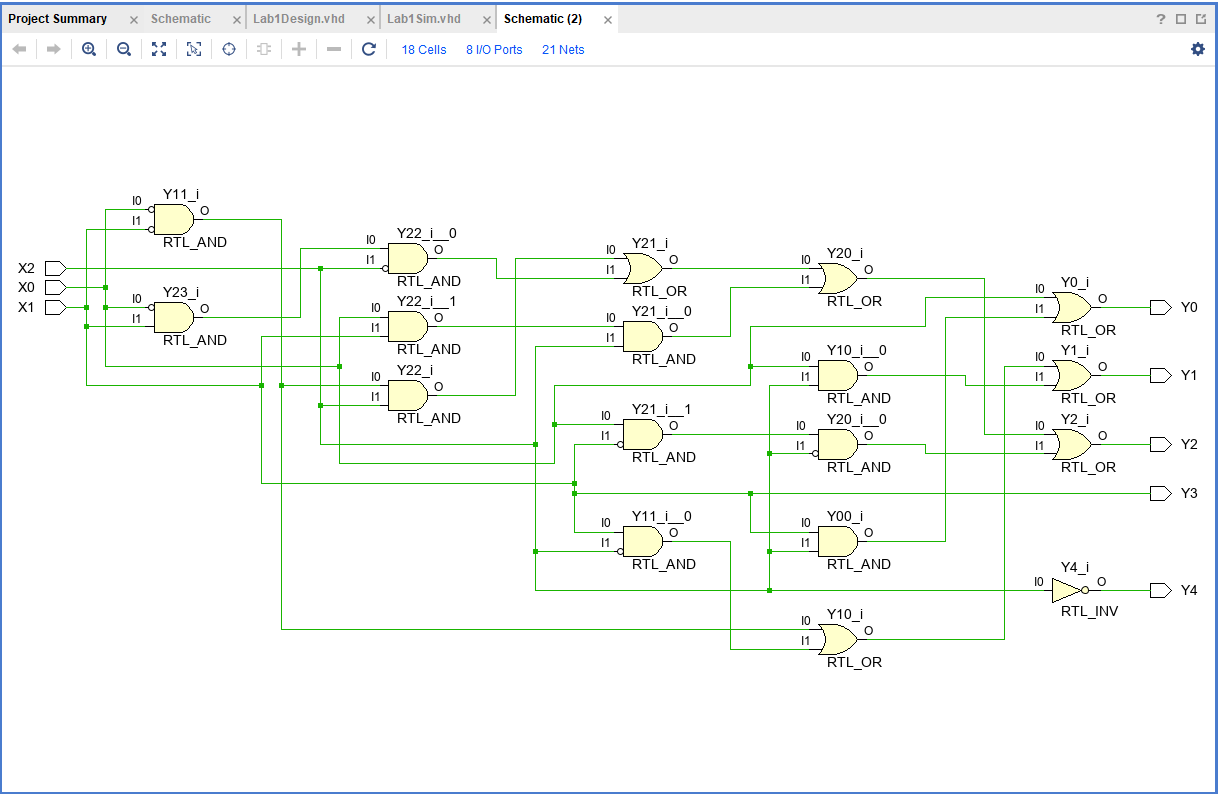 Project Summary × Schematic × Lab1Design.vhd × Lab1Sim.vhd × Schematic (2) × ?
18 Cells 8 I/O Ports 21 Nets
Y11_i
I0 O
I1
RTL_AND
X2
X0
X1
Y23_i
I0 O
I1
RTL_AND
Y22_i__0
I0 O
I1
RTL_AND
Y22_i__1
I0 O
I1
RTL_AND
Y22_i
I0 O
I1
RTL_AND
Y21_i
I0 O
I1
RTL_OR
Y21_i__0
I0 O
I1
RTL_AND
Y21_i__1
I0 O
I1
RTL_AND
Y11_i__0
I0 O
I1
RTL_AND
Y20_i
I0 O
I1
RTL_OR
Y10_i__0
I0 O
I1
RTL_AND
Y20_i__0
I0 O
I1
RTL_AND
Y00_i
I0 O
I1
RTL_AND
Y10_i
I0 O
I1
RTL_OR
Y0_i
I0 O
I1
RTL_OR
Y1_i
I0 O
I1
RTL_OR
Y2_i
I0 O
I1
RTL_OR
Y4_i
I0 O
RTL_INV
Y0
Y1
Y2
Y3
Y4